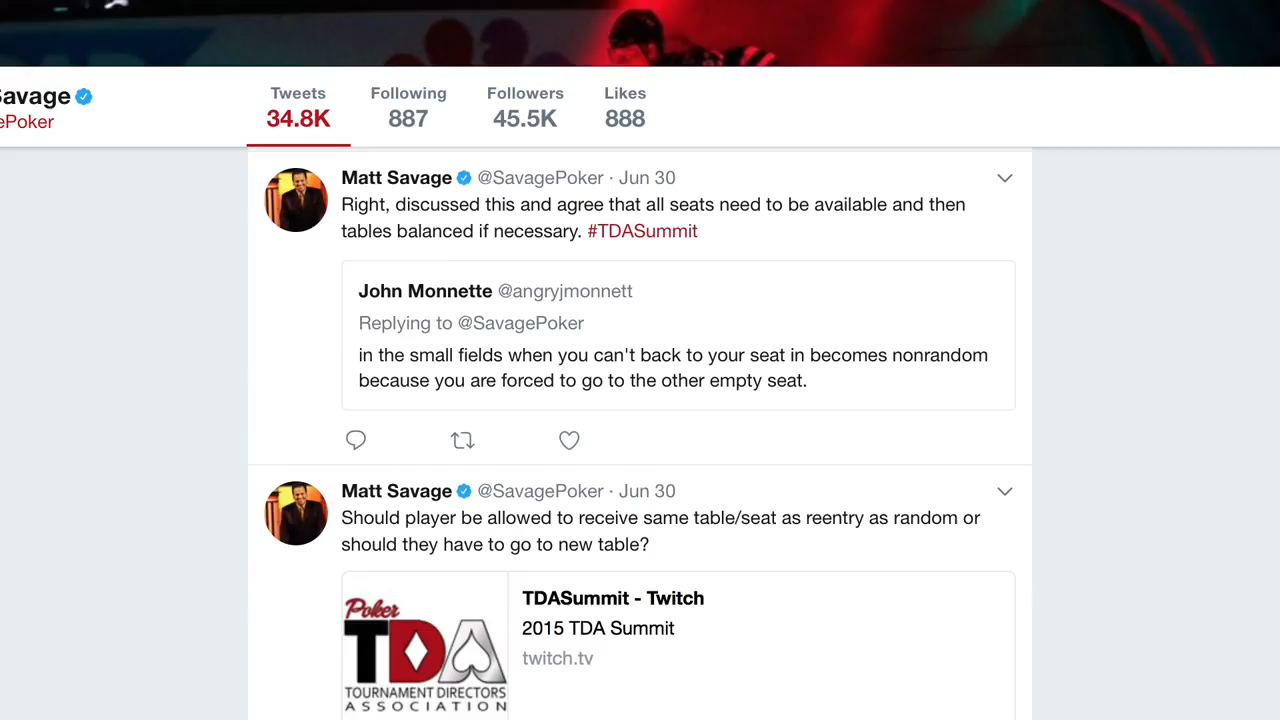 Savage
ePoker
Tweets
34.8K
Following
887
Followers
45.5K
Likes
888
Matt Savage @SavagePoker · Jun 30
Right, discussed this and agree that all seats need to be available and then
tables balanced if necessary. #TDASummit
John Monnette @angryjmonnett
Replying to @SavagePoker
in the small fields when you can't back to your seat in becomes nonrandom
because you are forced to go to the other empty seat.
Matt Savage @SavagePoker · Jun 30
Should player be allowed to receive same table/seat as reentry as random or
should they have to go to new table?
Poker
TDA
TOURNAMENT DIRECTORS
ASSOCIATION
TDASummit - Twitch
2015 TDA Summit
twitch.tv